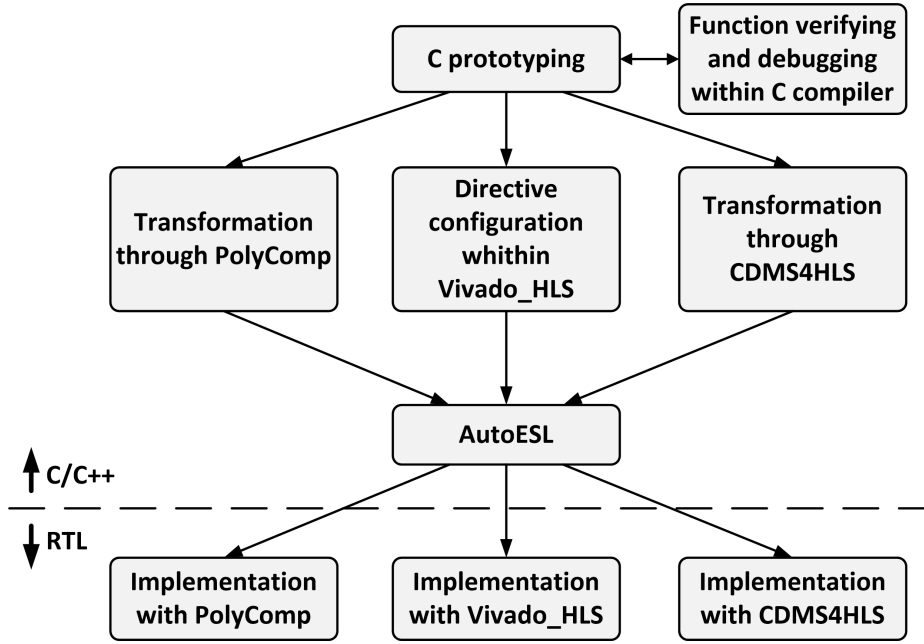 C prototyping
Function verifying
and debugging
within C compiler
Transformation
through PolyComp
Directive
configuration
whithin
Vivado_HLS
Transformation
through
CDMS4HLS
AutoESL
C/C++
RTL
Implementation
with PolyComp
Implementation
with Vivado_HLS
Implementation
with CDMS4HLS